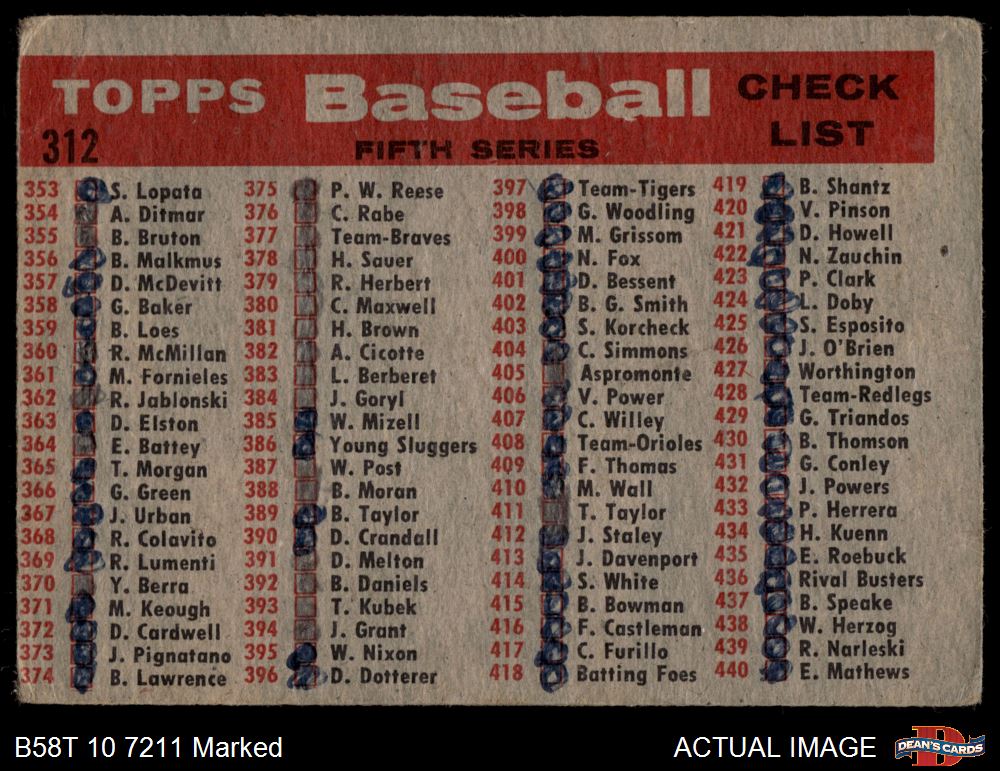 TOPPS Baseball CHECK LIST
312 FIFTH SERIES
353 S. Lopata
354 A. Ditmar
355 B. Bruton
356 B. Malkmus
357 D. McDevitt
358 G. Baker
359 B. Loes
360 R. McMillan
361 M. Fornieles
362 R. Jablonski
363 D. Elston
364 E. Battey
365 T. Morgan
366 G. Green
367 J. Urban
368 R. Colavito
369 R. Lumenti
370 Y. Berra
371 M. Keough
372 D. Cardwell
373 J. Pignatano
374 B. Lawrence
375 P. W. Reese
376 C. Rabe
377 Team-Braves
378 H. Sauer
379 R. Herbert
380 C. Maxwell
381 H. Brown
382 A. Cicotte
383 L. Berberet
384 J. Goryl
385 W. Mizell
386 Young Sluggers
387 W. Post
388 B. Moran
389 B. Taylor
390 D. Crandall
391 D. Melton
392 B. Daniels
393 T. Kubek
394 J. Grant
395 W. Nixon
396 D. Dotterer
397 Team-Tigers
398 G. Woodling
399 M. Grissom
400 N. Fox
401 D. Bessent
402 B. G. Smith
403 S. Korcheck
404 C. Simmons
405 Aspromonte
406 V. Power
407 C. Willey
408 Team-Orioles
409 F. Thomas
410 M. Wall
411 T. Taylor
412 J. Staley
413 J. Davenport
414 S. White
415 B. Bowman
416 F. Castleman
417 C. Furillo
418 Batting Foes
419 B. Shantz
420 V. Pinson
421 D. Howell
422 N. Zauchin
423 P. Clark
424 L. Doby
425 S. Esposito
426 J. O'Brien
427 Worthington
428 Team-Redlegs
429 G. Triandos
430 B. Thomson
431 G. Conley
432 J. Powers
433 P. Herrera
434 H. Kuenn
435 E. Roebuck
436 Rival Busters
437 B. Speake
438 W. Herzog
439 R. Narleski
440 E. Mathews
B58T 10 7211 Marked
ACTUAL IMAGE
DEAN'S CARDS